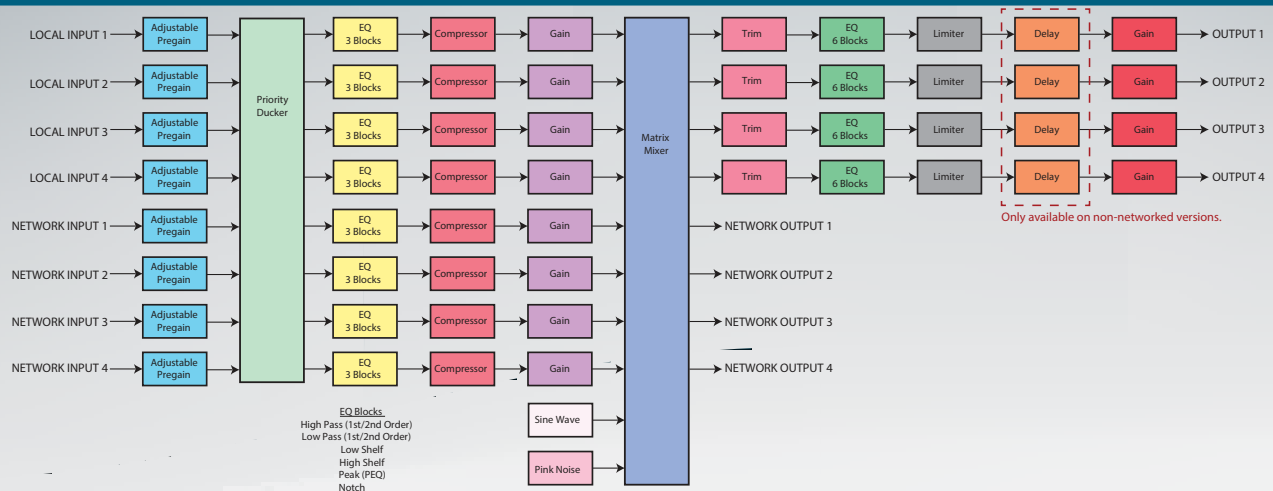 LOCAL INPUT 1 Adjustable Pregain EQ 3 Blocks Compressor Gain Trim EQ 6 Blocks Limiter Delay Gain OUTPUT 1
LOCAL INPUT 2 Adjustable Pregain EQ 3 Blocks Compressor Gain Trim EQ 6 Blocks Limiter Delay Gain OUTPUT 2
Priority Ducker
LOCAL INPUT 3 Adjustable Pregain EQ 3 Blocks Compressor Gain Trim EQ 6 Blocks Limiter Delay Gain OUTPUT 3
Matrix Mixer
LOCAL INPUT 4 Adjustable Pregain EQ 3 Blocks Compressor Gain Trim EQ 6 Blocks Limiter Delay Gain OUTPUT 4
Only available on non-networked versions.
NETWORK INPUT 1 Adjustable Pregain EQ 3 Blocks Compressor Gain NETWORK OUTPUT 1
NETWORK INPUT 2 Adjustable Pregain EQ 3 Blocks Compressor Gain NETWORK OUTPUT 2
NETWORK INPUT 3 Adjustable Pregain EQ 3 Blocks Compressor Gain NETWORK OUTPUT 3
NETWORK INPUT 4 Adjustable Pregain EQ 3 Blocks Compressor Gain NETWORK OUTPUT 4
EQ Blocks
High Pass (1st/2nd Order)
Low Pass (1st/2nd Order)
Low Shelf
High Shelf
Peak (PEQ)
Notch
Sine Wave
Pink Noise